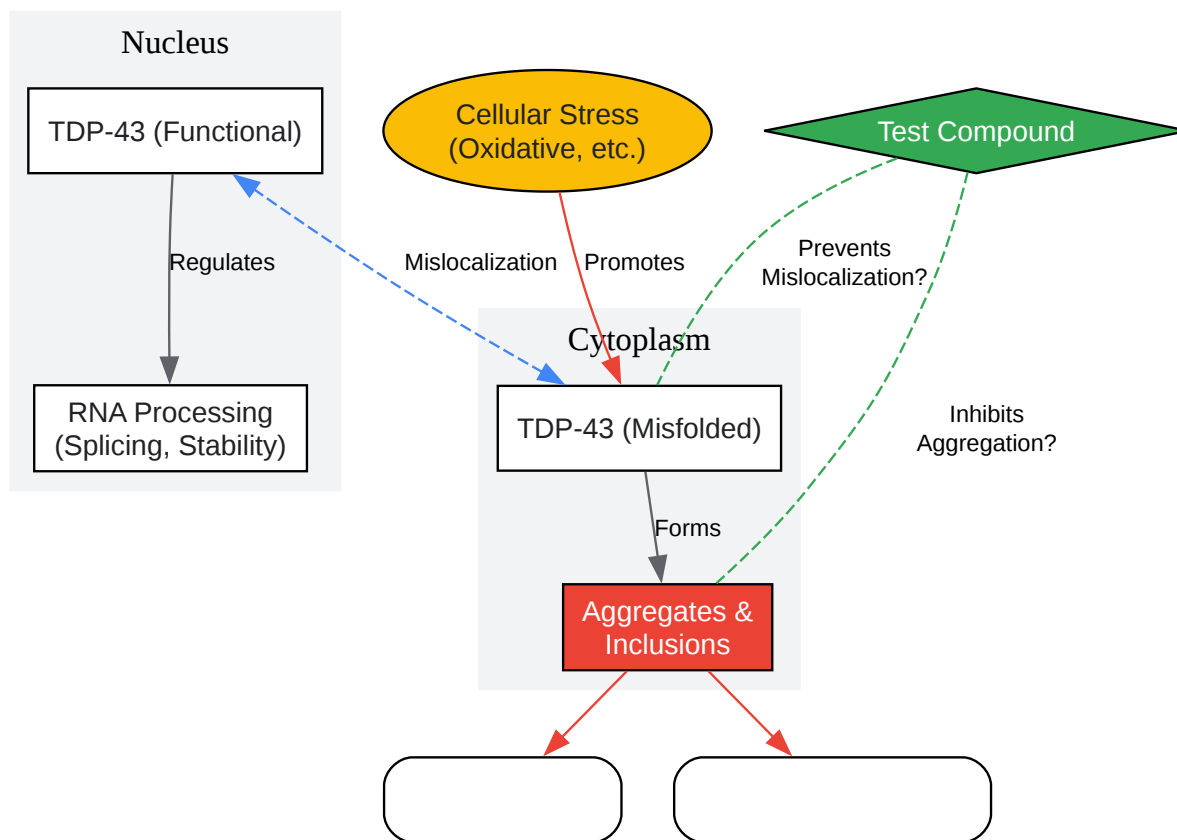 Nucleus
TDP-43 (Functional)
Cellular Stress
(Oxidative, etc.)
Test Compound
Regulates
Mislocalization
Promotes
Prevents
Mislocalization?
Cytoplasm
RNA Processing
(Splicing, Stability)
TDP-43 (Misfolded)
Inhibits
Aggregation?
Forms
Aggregates &
Inclusions